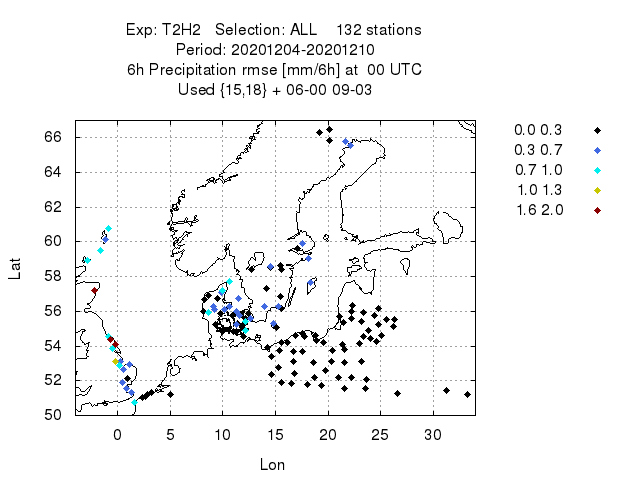 Exp: T2H2 Selection: ALL 132 stations
Period: 20201204-20201210
6h Precipitation rmse [mm/6h] at 00 UTC
Used {15,18} + 06-00 09-03
0.0 0.3
0.3 0.7
0.7 1.0
1.0 1.3
1.6 2.0
Lat
66
64
62
60
58
56
54
52
50
0 5 10 15 20 25 30
Lon